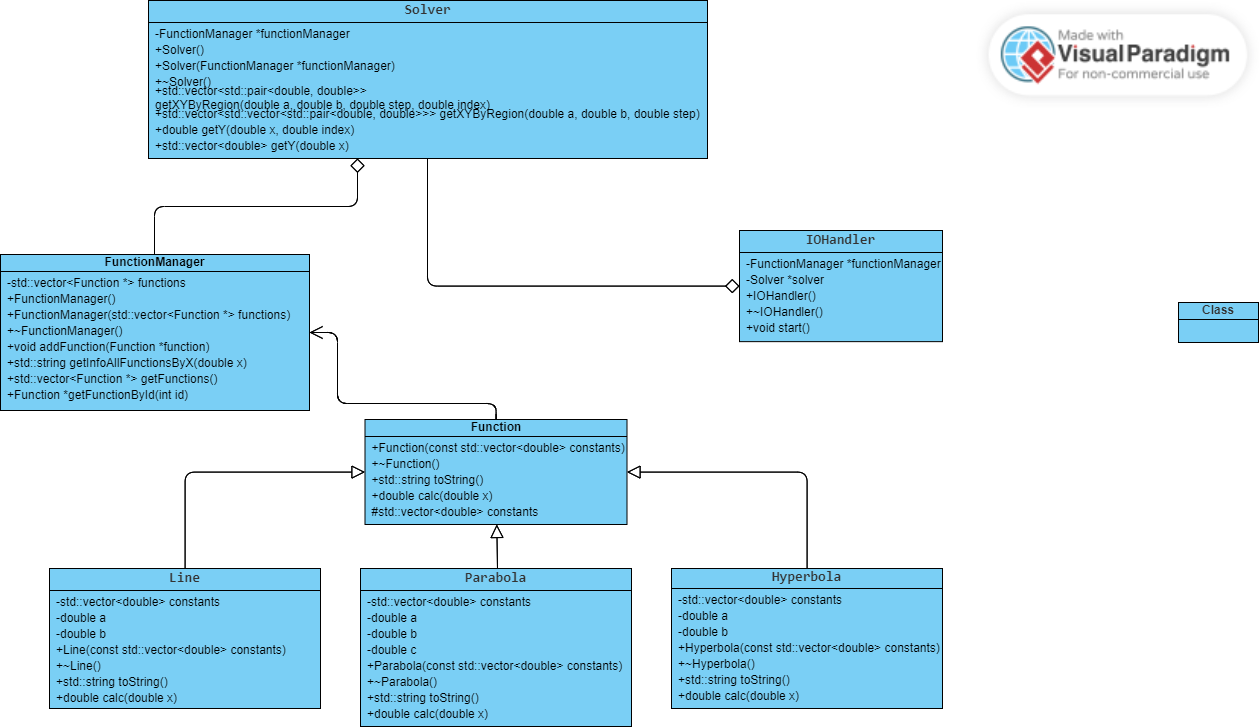 Solver
-FunctionManager *functionManager
+Solver()
+Solver(FunctionManager *functionManager)
+~Solver()
+std::vector<std::pair<double, double>>
getXYByRegion(double a, double b, double step, double index)
+std::vector<std::vector<std::pair<double, double>>> getXYByRegion(double a, double b, double step)
+double getY(double x, double index)
+std::vector<double> getY(double x)
Made with
Visual Paradigm
For non-commercial use
IOHandler
-FunctionManager *functionManager
-Solver *solver
+IOHandler()
+~IOHandler()
+void start()
FunctionManager
-std::vector<Function *> functions
+FunctionManager()
+FunctionManager(std::vector<Function *> functions)
+~FunctionManager()
+void addFunction(Function *function)
+std::string getInfoAllFunctionsByX(double x)
+std::vector<Function *> getFunctions()
+Function *getFunctionById(int id)
Class
Function
+Function(const std::vector<double> constants)
+~Function()
+std::string toString()
+double calc(double x)
#std::vector<double> constants
Line
-std::vector<double> constants
-double a
-double b
+Line(const std::vector<double> constants)
+~Line()
+std::string toString()
+double calc(double x)
Parabola
-std::vector<double> constants
-double a
-double b
-double c
+Parabola(const std::vector<double> constants)
+~Parabola()
+std::string toString()
+double calc(double x)
Hyperbola
-std::vector<double> constants
-double a
-double b
+Hyperbola(const std::vector<double> constants)
+~Hyperbola()
+std::string toString()
+double calc(double x)